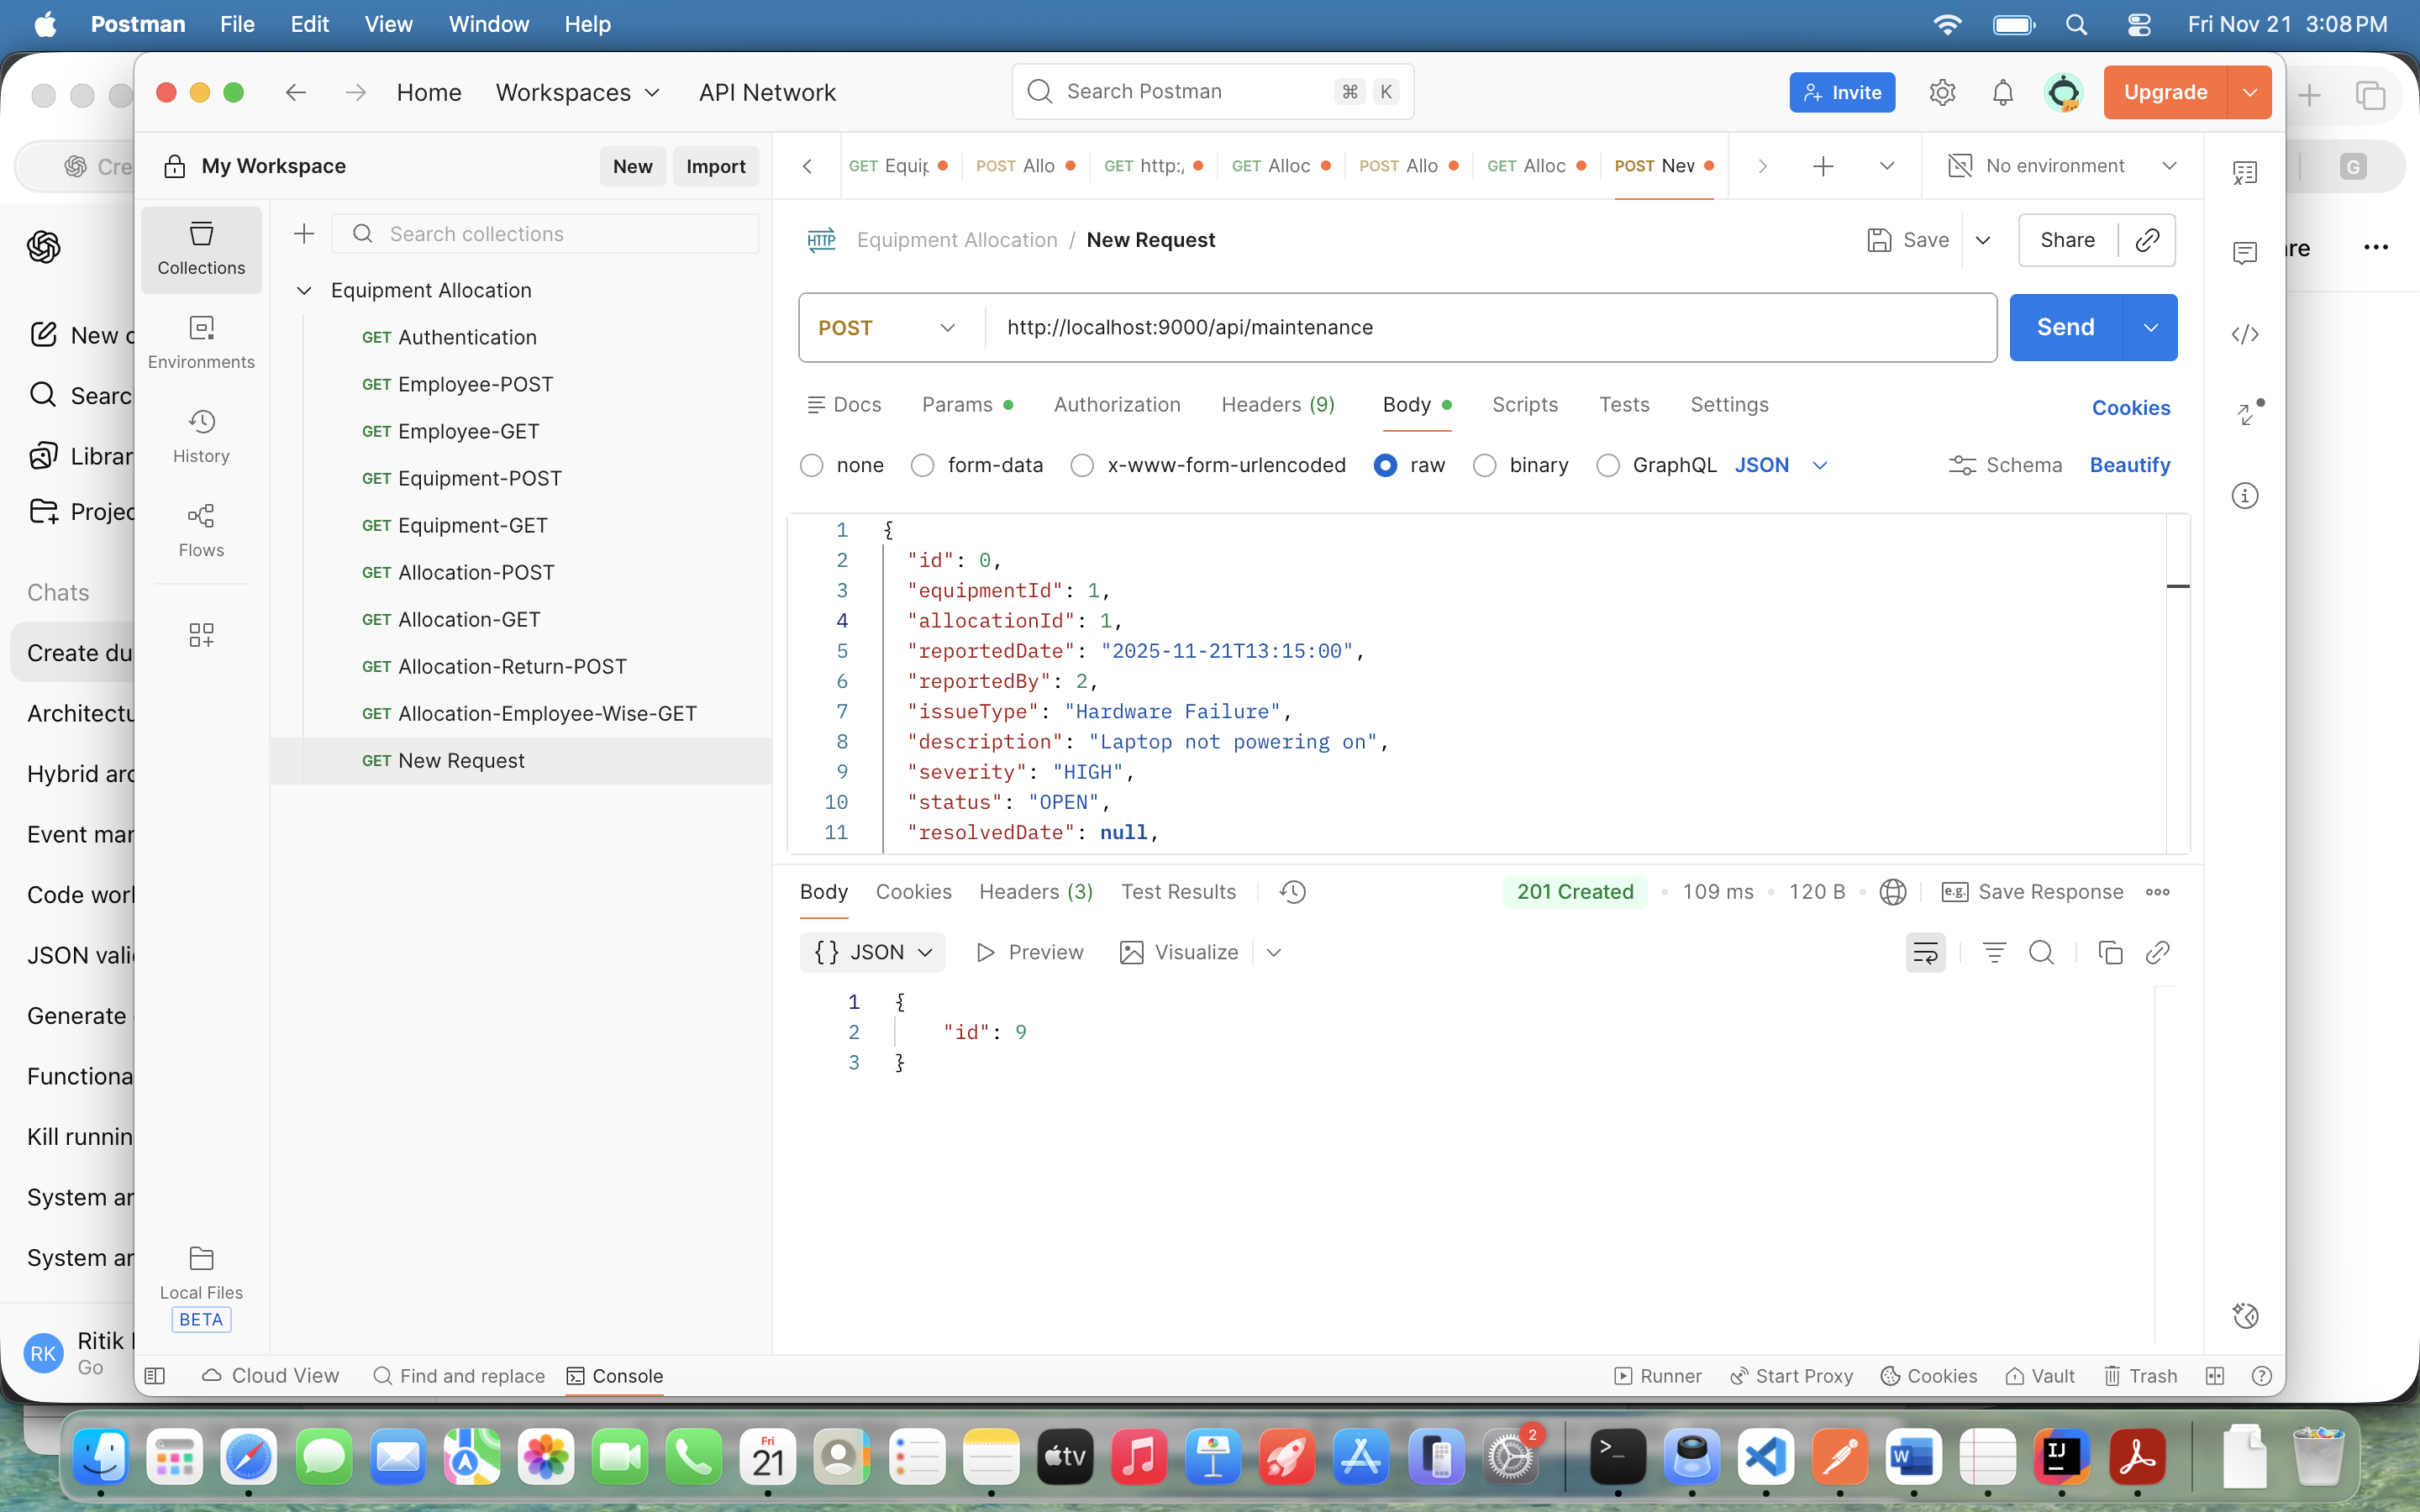 Postman File Edit View Window Help Fri Nov 21 3:08 PM
Home Workspaces API Network Search Postman ⌘ K Invite Upgrade
My Workspace New Import GET Equip POST Allo GET http:/ GET Alloc POST Allo GET Alloc POST New No environment
Cre G
Collections Search collections HTTP Equipment Allocation / New Request Save Share
Environments
History
Flows
Local Files
BETA
Equipment Allocation
GET Authentication
GET Employee-POST
GET Employee-GET
GET Equipment-POST
GET Equipment-GET
GET Allocation-POST
GET Allocation-GET
GET Allocation-Return-POST
GET Allocation-Employee-Wise-GET
GET New Request
POST http://localhost:9000/api/maintenance Send
Docs Params Authorization Headers (9) Body Scripts Tests Settings Cookies
none form-data x-www-form-urlencoded raw binary GraphQL JSON Schema Beautify
1 {
2 "id": 0,
3 "equipmentId": 1,
4 "allocationId": 1,
5 "reportedDate": "2025-11-21T13:15:00",
6 "reportedBy": 2,
7 "issueType": "Hardware Failure",
8 "description": "Laptop not powering on",
9 "severity": "HIGH",
10 "status": "OPEN",
11 "resolvedDate": null,
Body Cookies Headers (3) Test Results 201 Created • 109 ms • 120 B • e.g. Save Response
{} JSON Preview Visualize
1 {
2 "id": 9
3 }
New
Searc
Librar
Projec
Chats
Create du
Architectu
Hybrid arc
Event mar
Code worl
JSON vali
Generate
Functiona
Kill runnin
System ar
System ar
RK Ritik
Go
Cloud View Find and replace Console Runner Start Proxy Cookies Vault Trash
Fri
21
tv
2
>_
W
IJ